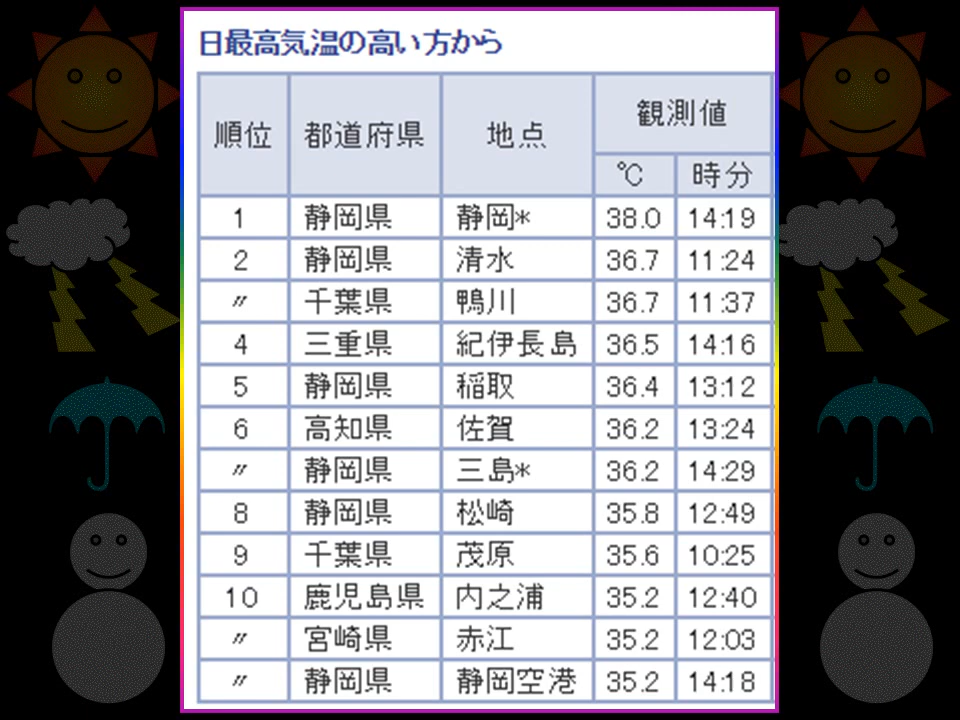 日最高気温の高い方から
順位 都道府県 地点 観測値
℃ 時分
1 静岡県 静岡* 38.0 14:19
2 静岡県 清水 36.7 11:24
〃 千葉県 鴨川 36.7 11:37
4 三重県 紀伊長島 36.5 14:16
5 静岡県 稲取 36.4 13:12
6 高知県 佐賀 36.2 13:24
〃 静岡県 三島* 36.2 14:29
8 静岡県 松崎 35.8 12:49
9 千葉県 茂原 35.6 10:25
10 鹿児島県 内之浦 35.2 12:40
〃 宮崎県 赤江 35.2 12:03
〃 静岡県 静岡空港 35.2 14:18